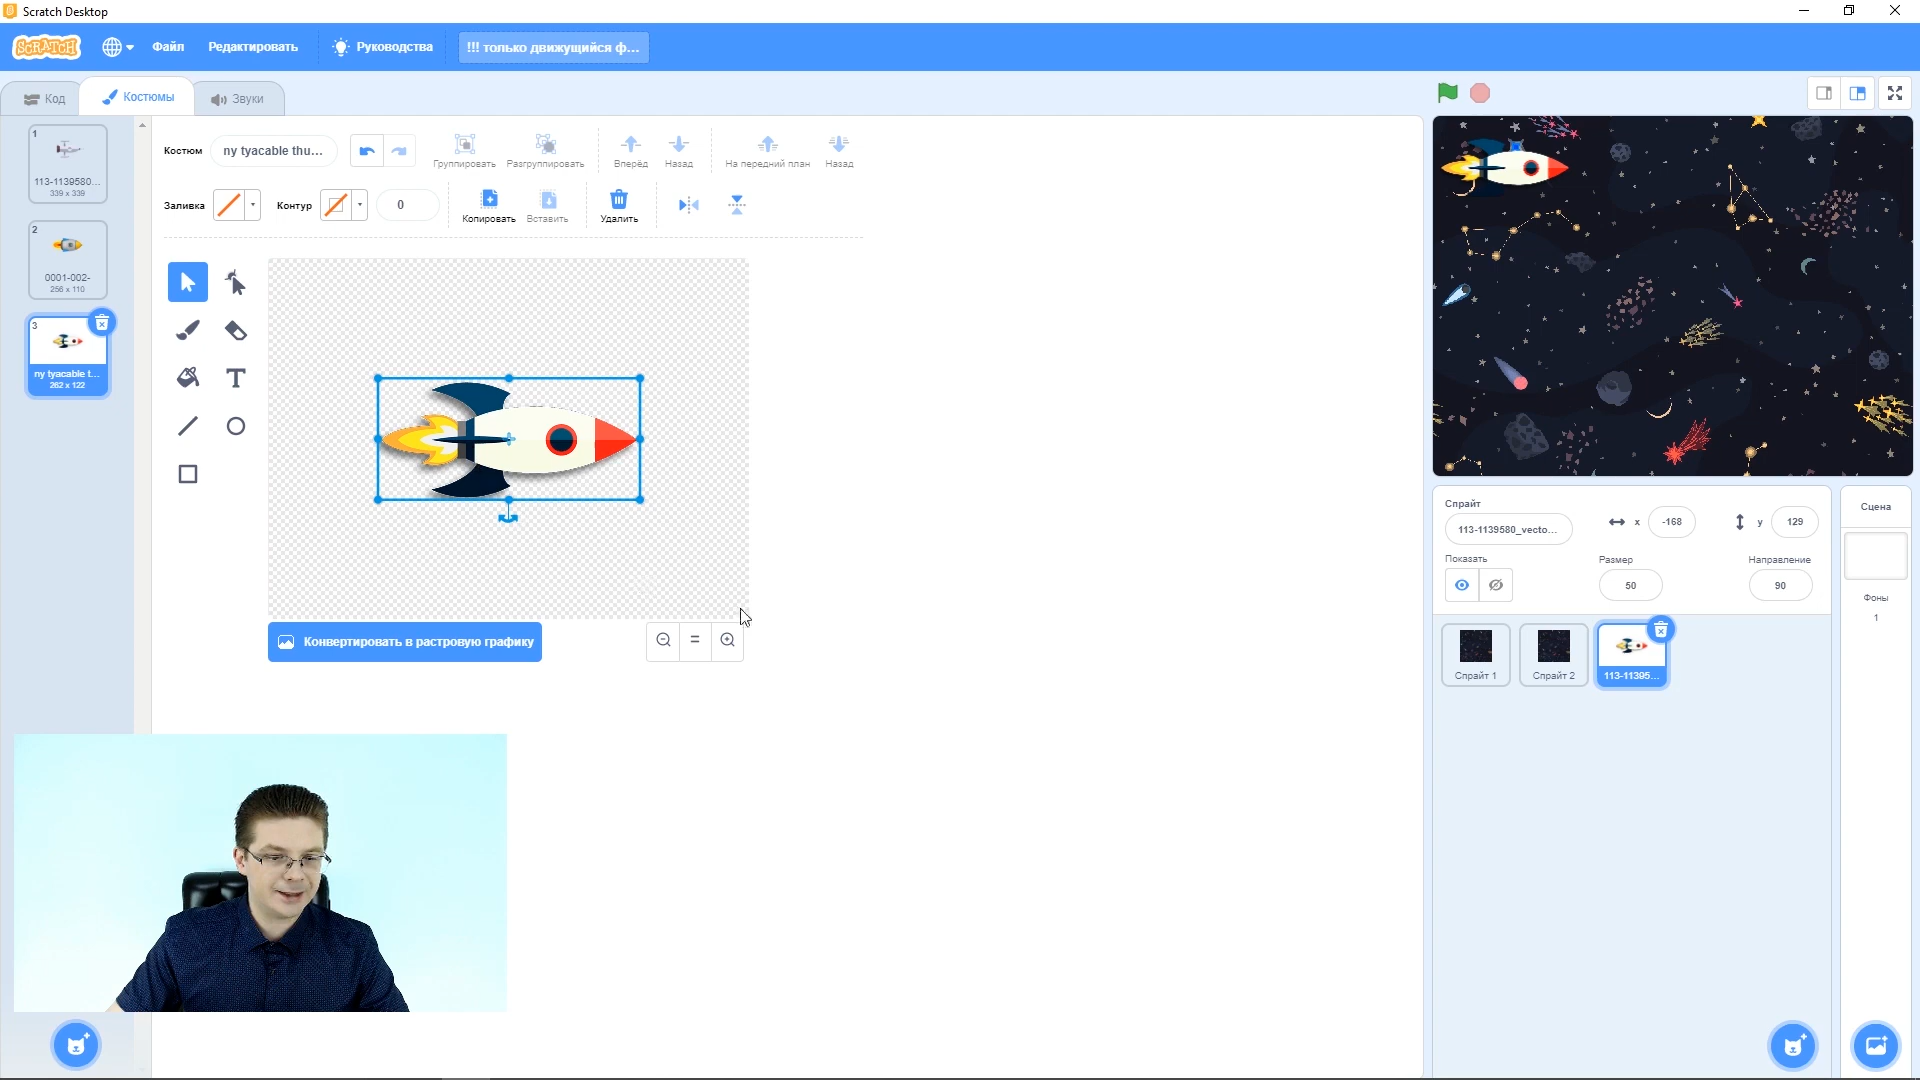 Scratch Desktop
SCRATCH
Файл
Редактировать
Руководства
!!! только движущийся ф...
Код
Костюмы
Звуки
1
113-1139580...
339 x 339
2
0001-002-
256 x 110
3
ny tyacable t...
262 x 122
Костюм
ny tyacable thu...
Группировать
Разгруппировать
Вперёд
Назад
На передний план
Назад
Заливка
Контур
0
Копировать
Вставить
Удалить
Конвертировать в растровую графику
Спрайт
113-1139580_vecto...
x
-168
y
129
Показать
Размер
50
Направление
90
Спрайт 1
Спрайт 2
113-11395...
Сцена
Фоны
1